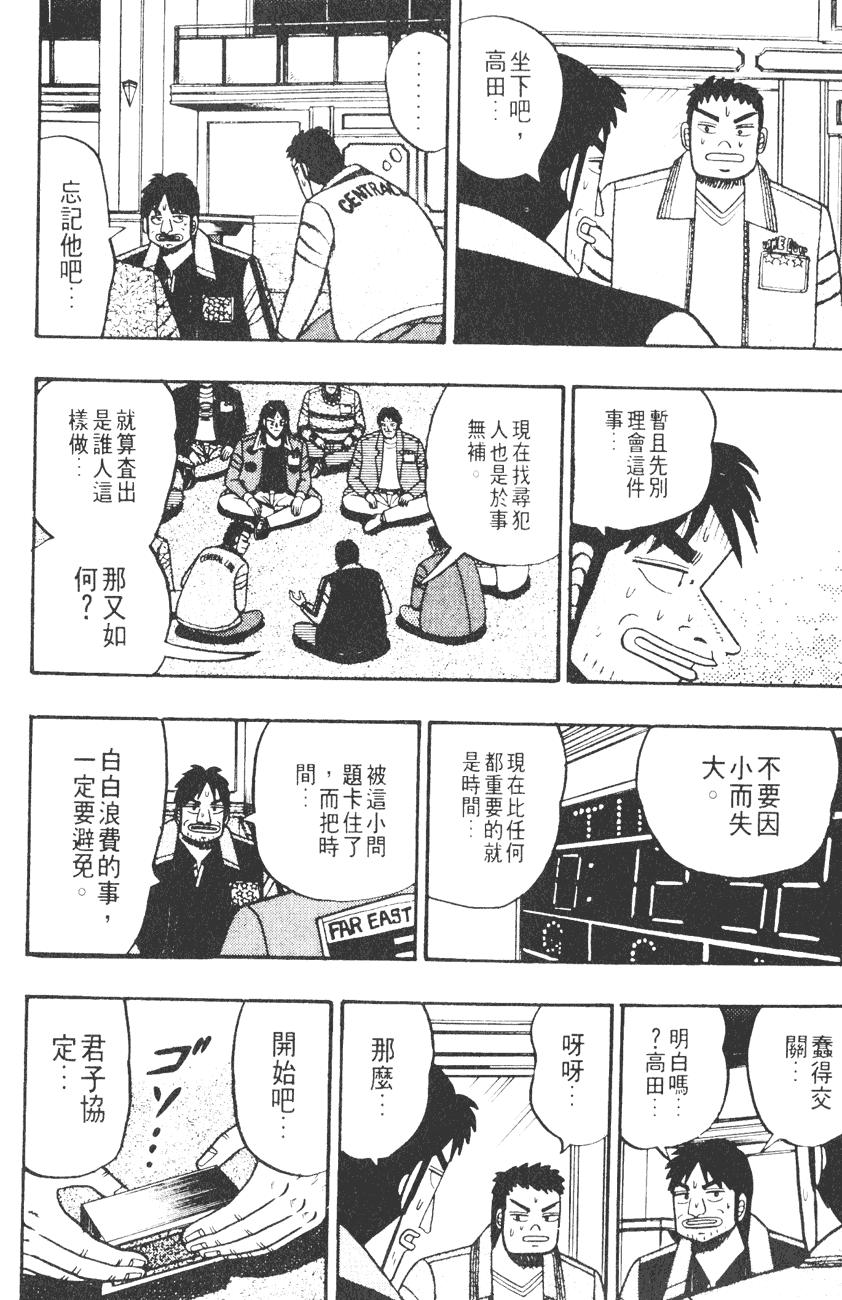 坐下吧，
高田…
………
CENTRAL
忘記他吧…
暫且先別
理會這件
事…
現在找尋犯
人也是於事
無補。
CENTRAL
就算查出
是誰人這
樣做…
那又如
何？
不要因
小而失
大。
現在比任何
都重要的就
是時間…
被這小問
題卡住了
，而把時
間…
FAR EAST
白白浪費的事，
一定要避免。
蠢得交
關…
明白嗎…
？高田…
呀呀…
那麼…
開始吧…
ゴソ…
君子協
定…